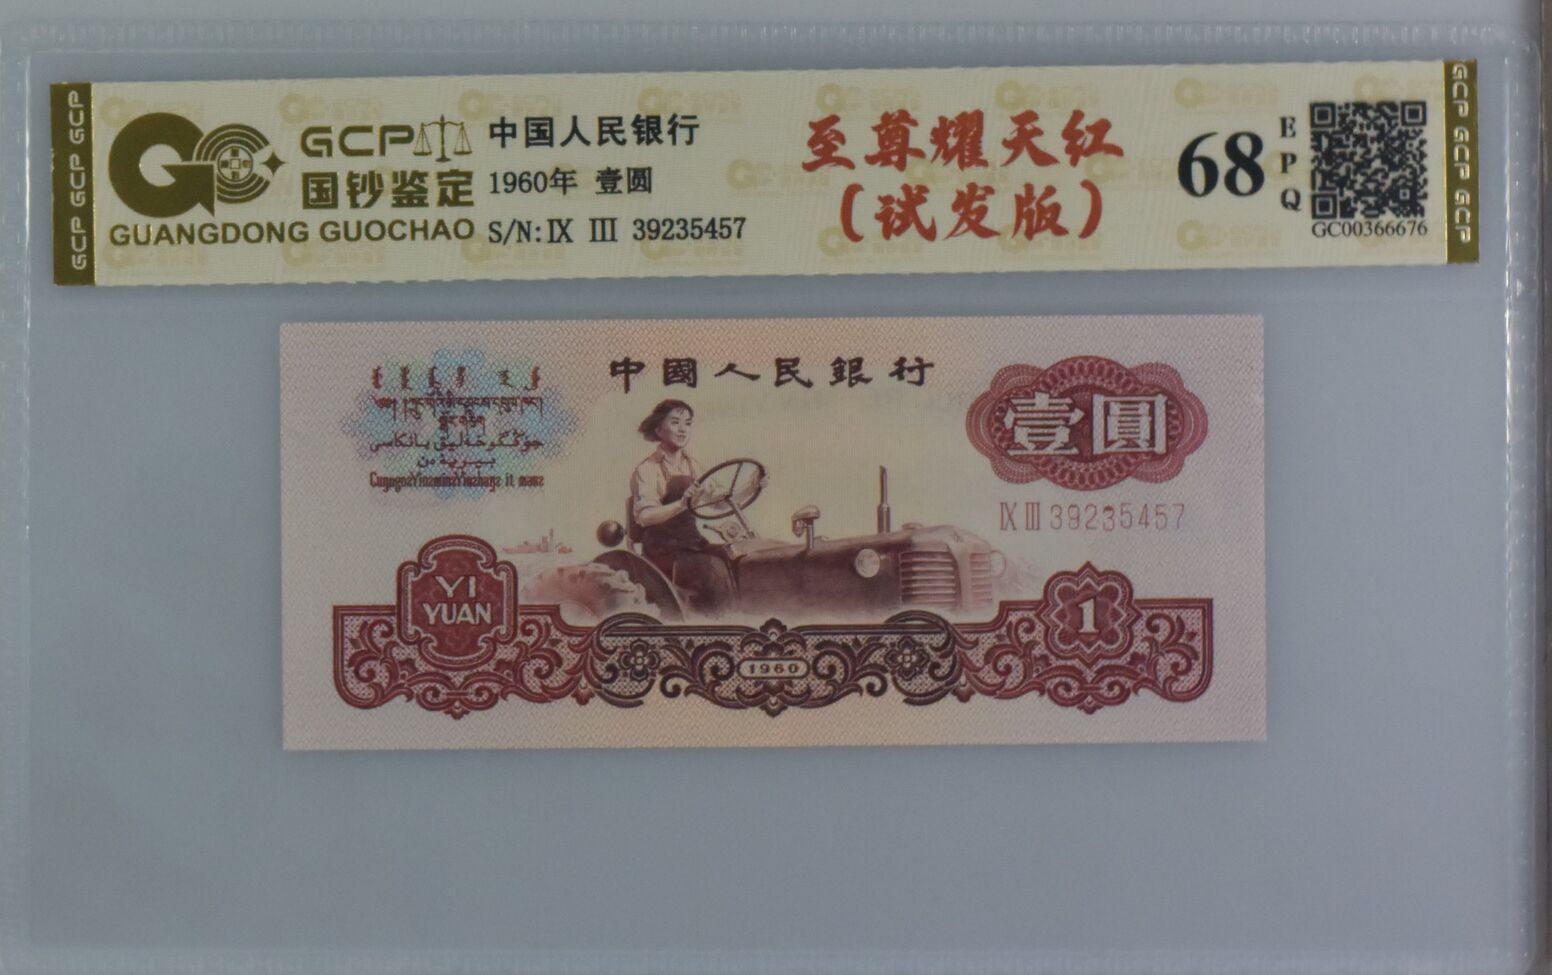 GCP GCP GCP
GCP
国钞鉴定
GUANGDONG GUOCHAO
中国人民银行
1960年 壹圆
S/N: IX III 39235457
至尊耀天红
(试发版)
68
EPQ
GC00366676
GCP GCP GCP
中國人民銀行
壹圓
IX III 39235457
YI
YUAN
1960
1